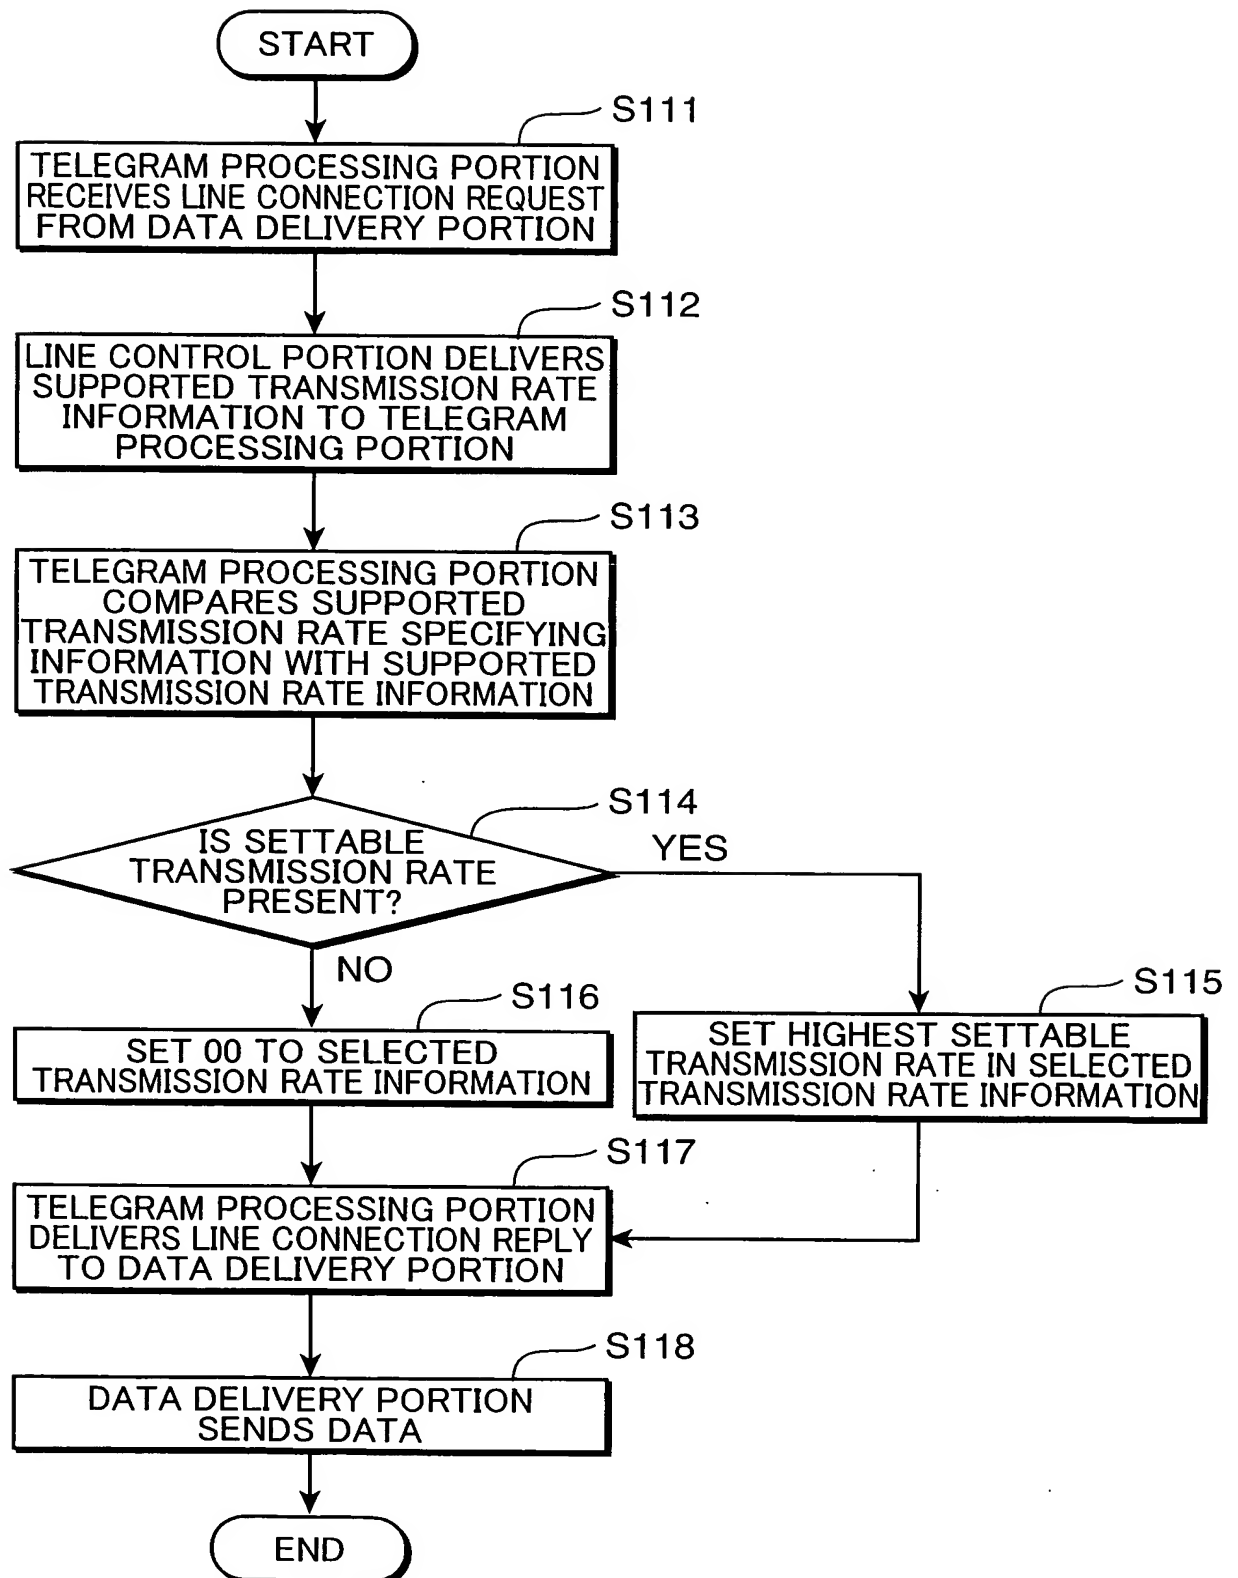 START
S111
TELEGRAM PROCESSING PORTION
RECEIVES LINE CONNECTION REQUEST
FROM DATA DELIVERY PORTION
S112
LINE CONTROL PORTION DELIVERS
SUPPORTED TRANSMISSION RATE
INFORMATION TO TELEGRAM
PROCESSING PORTION
S113
TELEGRAM PROCESSING PORTION
COMPARES SUPPORTED
TRANSMISSION RATE SPECIFYING
INFORMATION WITH SUPPORTED
TRANSMISSION RATE INFORMATION
S114
IS SETTABLE
TRANSMISSION RATE
PRESENT?
YES
NO
S116
SET 00 TO SELECTED
TRANSMISSION RATE INFORMATION
S115
SET HIGHEST SETTABLE
TRANSMISSION RATE IN SELECTED
TRANSMISSION RATE INFORMATION
S117
TELEGRAM PROCESSING PORTION
DELIVERS LINE CONNECTION REPLY
TO DATA DELIVERY PORTION
S118
DATA DELIVERY PORTION
SENDS DATA
END